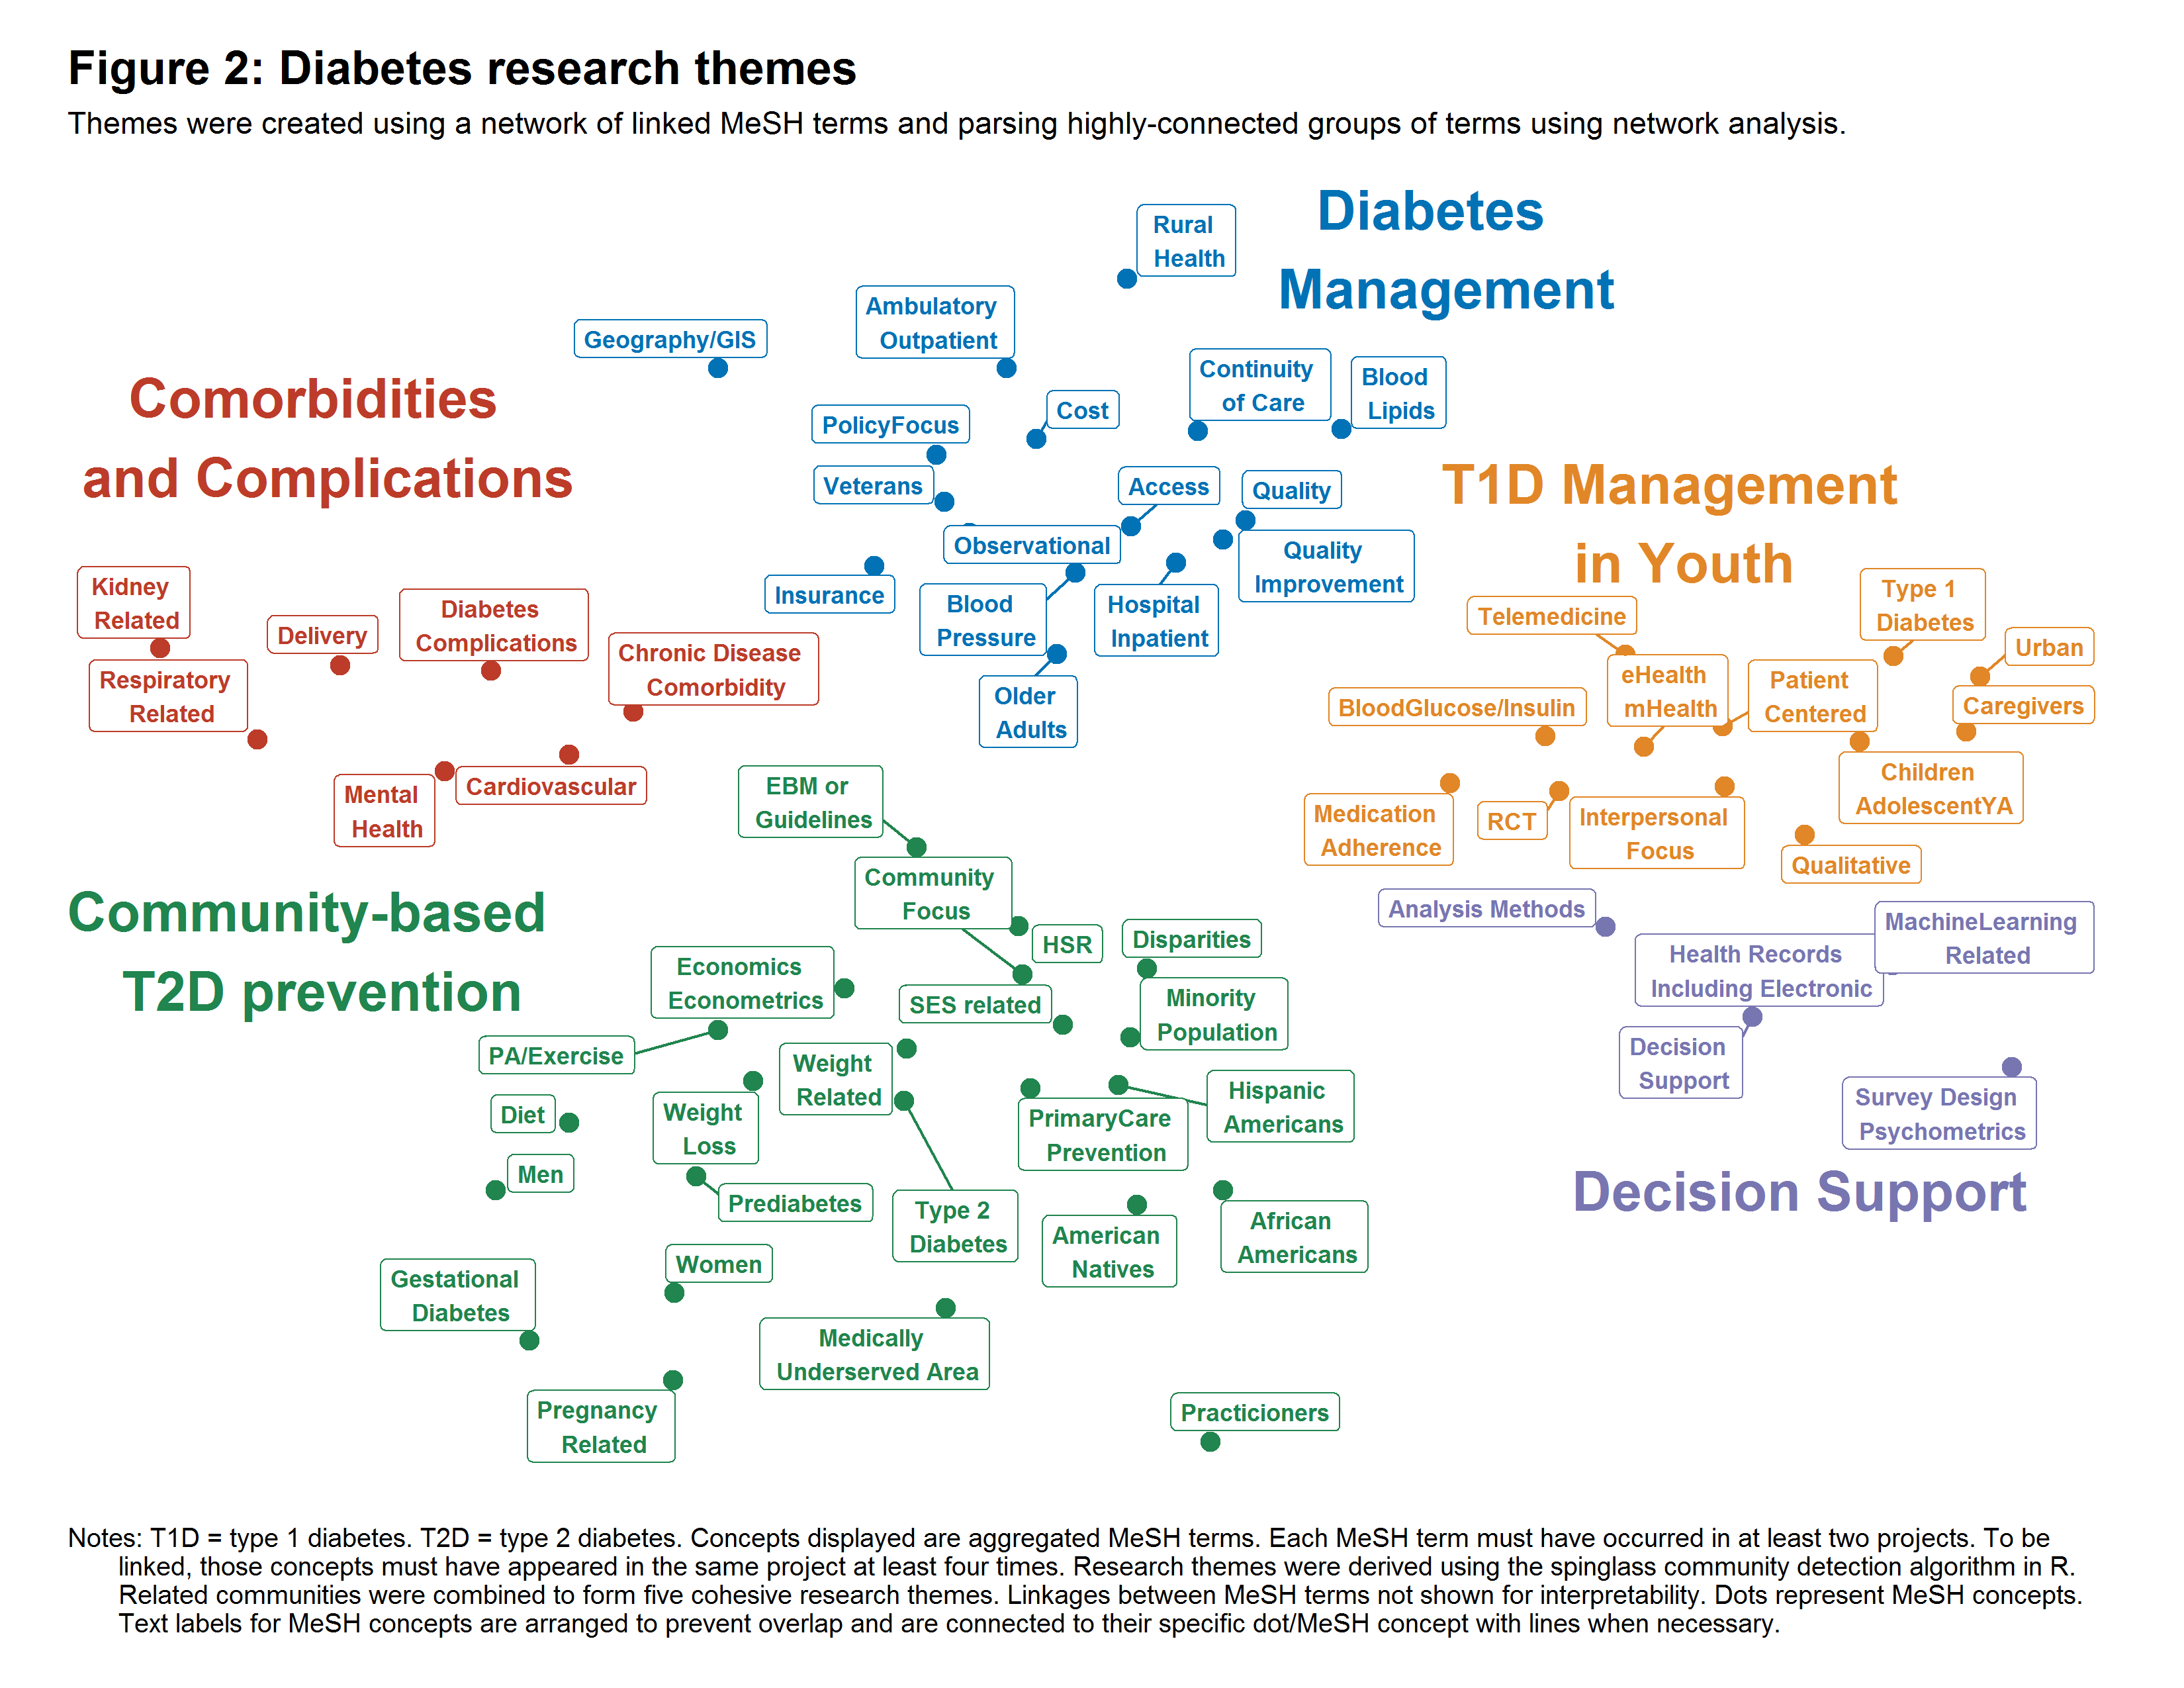 Figure 2: Diabetes research themes
Themes were created using a network of linked MeSH terms and parsing highly-connected groups of terms using network analysis.
Diabetes
Management
Rural
Health
Ambulatory
Outpatient
Geography/GIS
Continuity
of Care
Blood
Lipids
Cost
PolicyFocus
Veterans
Access
Quality
Observational
Quality
Improvement
Insurance
Blood
Pressure
Hospital
Inpatient
Older
Adults
Comorbidities
and Complications
Kidney
Related
Delivery
Diabetes
Complications
Chronic Disease
Comorbidity
Respiratory
Related
Mental
Health
Cardiovascular
T1D Management
in Youth
Type 1
Diabetes
Telemedicine
Urban
eHealth
mHealth
Patient
Centered
BloodGlucose/Insulin
Caregivers
Children
AdolescentYA
Medication
Adherence
RCT
Interpersonal
Focus
Qualitative
Community-based
T2D prevention
EBM or
Guidelines
Community
Focus
HSR
Disparities
Economics
Econometrics
SES related
Minority
Population
PA/Exercise
Weight
Related
Diet
Weight
Loss
PrimaryCare
Prevention
Hispanic
Americans
Men
Prediabetes
Type 2
Diabetes
American
Natives
African
Americans
Women
Gestational
Diabetes
Medically
Underserved Area
Pregnancy
Related
Practicioners
Analysis Methods
MachineLearning
Related
Health Records
Including Electronic
Decision
Support
Survey Design
Psychometrics
Decision Support
Notes: T1D = type 1 diabetes. T2D = type 2 diabetes. Concepts displayed are aggregated MeSH terms. Each MeSH term must have occurred in at least two projects. To be
linked, those concepts must have appeared in the same project at least four times. Research themes were derived using the spinglass community detection algorithm in R.
Related communities were combined to form five cohesive research themes. Linkages between MeSH terms not shown for interpretability. Dots represent MeSH concepts.
Text labels for MeSH concepts are arranged to prevent overlap and are connected to their specific dot/MeSH concept with lines when necessary.